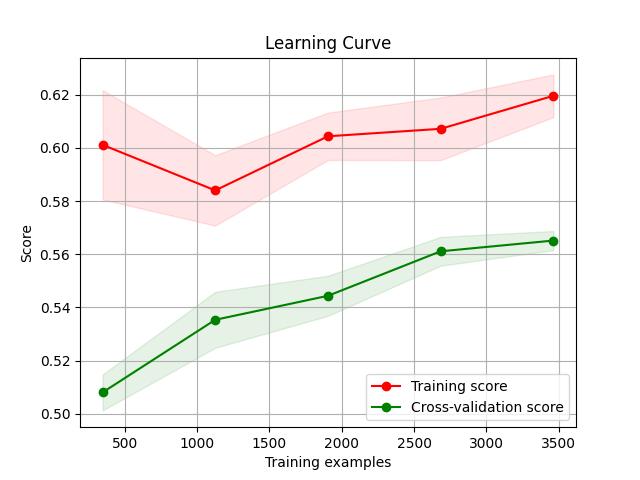 Learning Curve
Score
0.62
0.60
0.58
0.56
0.54
0.52
0.50
Training score
Cross-validation score
500 1000 1500 2000 2500 3000 3500
Training examples